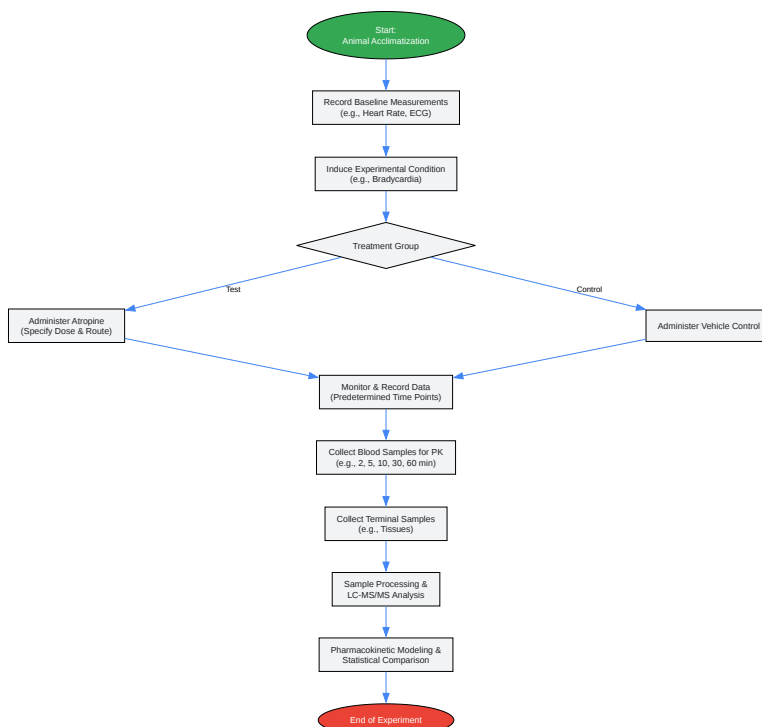 Start:
Animal Acclimatization
Record Baseline Measurements
(e.g., Heart Rate, ECG)
Induce Experimental Condition
(e.g., Bradycardia)
Treatment Group
Test
Control
Administer Atropine
(Specify Dose & Route)
Administer Vehicle Control
Monitor & Record Data
(Predetermined Time Points)
Collect Blood Samples for PK
(e.g., 2, 5, 10, 30, 60 min)
Collect Terminal Samples
(e.g., Tissues)
Sample Processing &
LC-MS/MS Analysis
Pharmacokinetic Modeling &
Statistical Comparison
End of Experiment